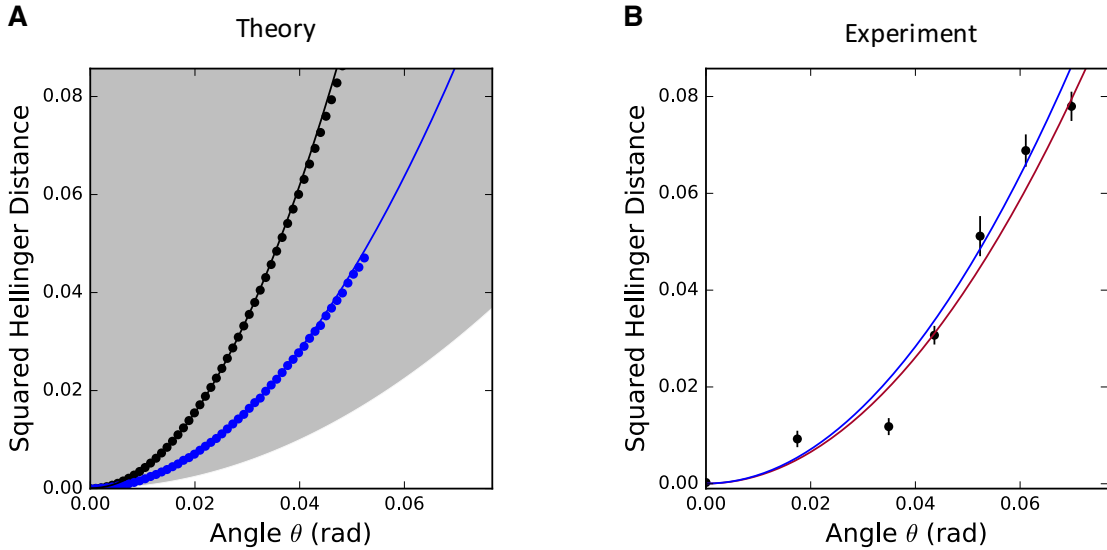 A
Theory
Squared Hellinger Distance
0.08
0.06
0.04
0.02
0.00
0.00 0.02 0.04 0.06
Angle θ (rad)
B
Experiment
Squared Hellinger Distance
0.08
0.06
0.04
0.02
0.00
0.00 0.02 0.04 0.06
Angle θ (rad)